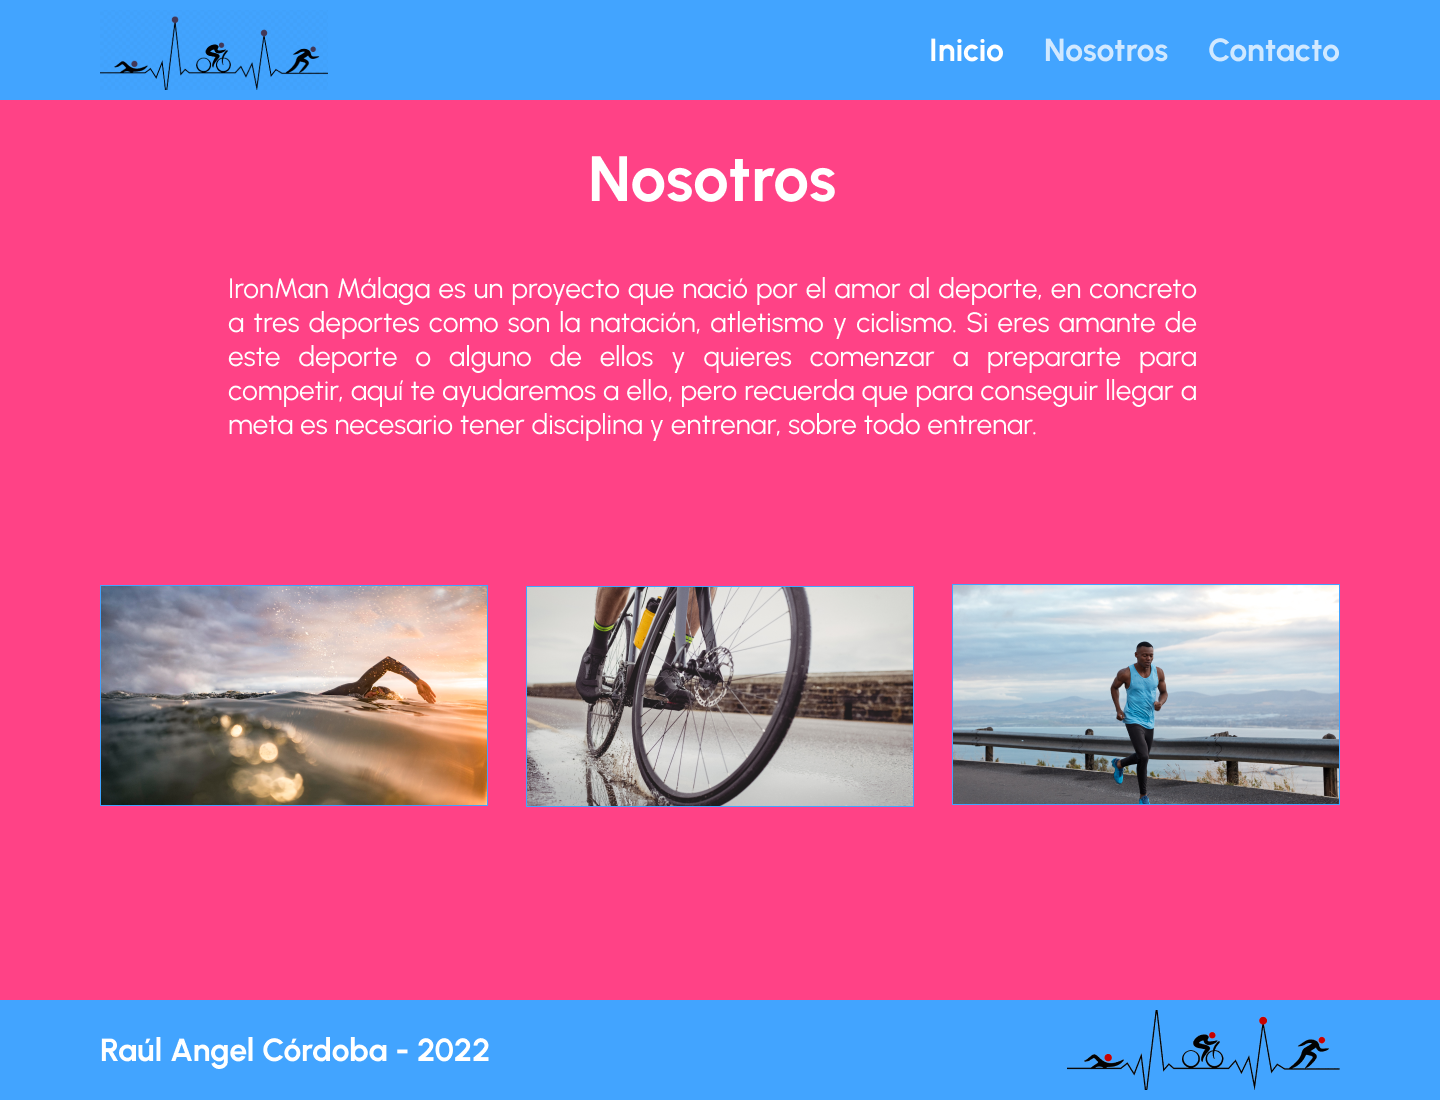 Inicio Nosotros Contacto
Nosotros
IronMan Málaga es un proyecto que nació por el amor al deporte, en concreto
a tres deportes como son la natación, atletismo y ciclismo. Si eres amante de
este deporte o alguno de ellos y quieres comenzar a prepararte para
competir, aquí te ayudaremos a ello, pero recuerda que para conseguir llegar a
meta es necesario tener disciplina y entrenar, sobre todo entrenar.
Raúl Angel Córdoba - 2022